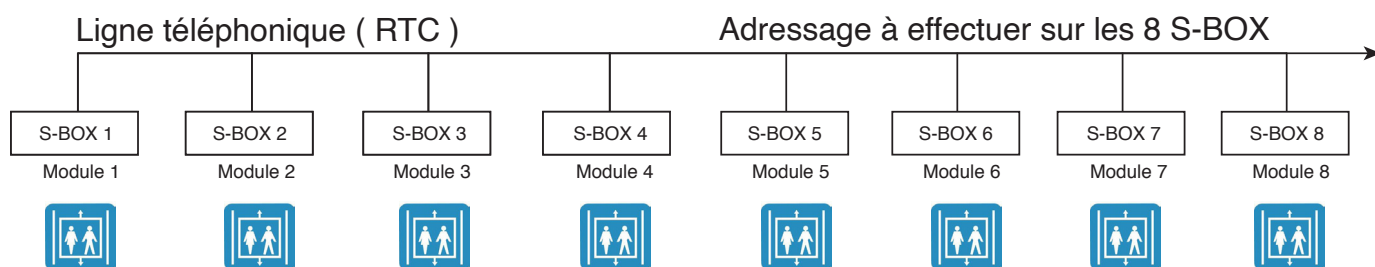 Ligne téléphonique ( RTC )
Adressage à effectuer sur les 8 S-BOX
S-BOX 1 S-BOX 2 S-BOX 3 S-BOX 4 S-BOX 5 S-BOX 6 S-BOX 7 S-BOX 8
Module 1 Module 2 Module 3 Module 4 Module 5 Module 6 Module 7 Module 8